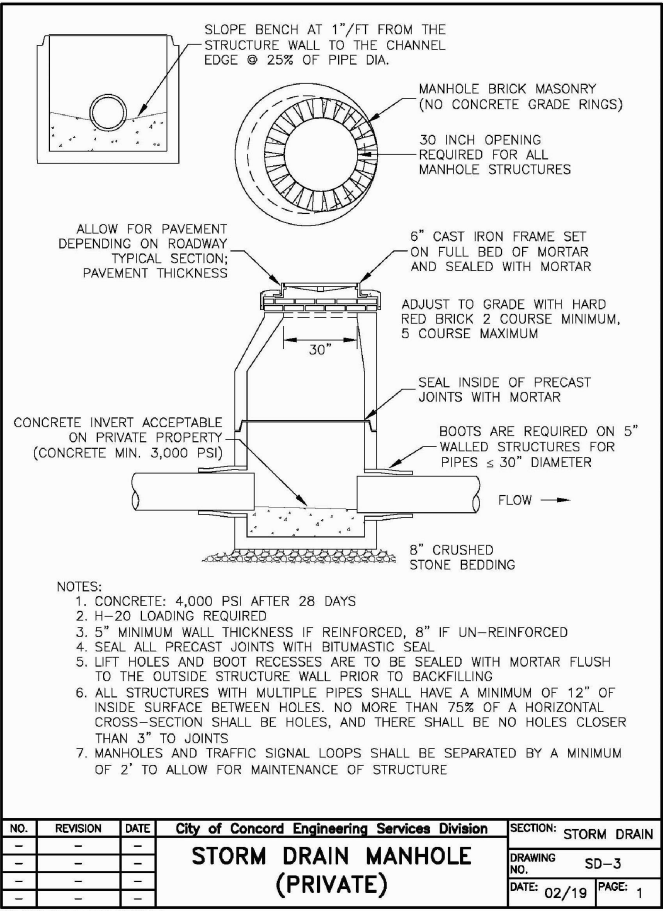 SLOPE BENCH AT 1"/FT FROM THE
STRUCTURE WALL TO THE CHANNEL
EDGE @ 25% OF PIPE DIA.
MANHOLE BRICK MASONRY
(NO CONCRETE GRADE RINGS)
30 INCH OPENING
REQUIRED FOR ALL
MANHOLE STRUCTURES
ALLOW FOR PAVEMENT
DEPENDING ON ROADWAY
TYPICAL SECTION;
PAVEMENT THICKNESS
6" CAST IRON FRAME SET
ON FULL BED OF MORTAR
AND SEALED WITH MORTAR
ADJUST TO GRADE WITH HARD
RED BRICK 2 COURSE MINIMUM,
5 COURSE MAXIMUM
30"
SEAL INSIDE OF PRECAST
JOINTS WITH MORTAR
CONCRETE INVERT ACCEPTABLE
ON PRIVATE PROPERTY
(CONCRETE MIN. 3,000 PSI)
BOOTS ARE REQUIRED ON 5"
WALLED STRUCTURES FOR
PIPES ≤ 30" DIAMETER
FLOW
8" CRUSHED
STONE BEDDING
NOTES:
1. CONCRETE: 4,000 PSI AFTER 28 DAYS
2. H-20 LOADING REQUIRED
3. 5" MINIMUM WALL THICKNESS IF REINFORCED, 8" IF UN-REINFORCED
4. SEAL ALL PRECAST JOINTS WITH BITUMASTIC SEAL
5. LIFT HOLES AND BOOT RECESSES ARE TO BE SEALED WITH MORTAR FLUSH
TO THE OUTSIDE STRUCTURE WALL PRIOR TO BACKFILLING
6. ALL STRUCTURES WITH MULTIPLE PIPES SHALL HAVE A MINIMUM OF 12" OF
INSIDE SURFACE BETWEEN HOLES. NO MORE THAN 75% OF A HORIZONTAL
CROSS-SECTION SHALL BE HOLES, AND THERE SHALL BE NO HOLES CLOSER
THAN 3" TO JOINTS
7. MANHOLES AND TRAFFIC SIGNAL LOOPS SHALL BE SEPARATED BY A MINIMUM
OF 2' TO ALLOW FOR MAINTENANCE OF STRUCTURE
NO. REVISION DATE
- - -
- - -
- - -
- - -
City of Concord Engineering Services Division
STORM DRAIN MANHOLE
(PRIVATE)
SECTION: STORM DRAIN
DRAWING NO. SD-3
DATE: 02/19 PAGE: 1